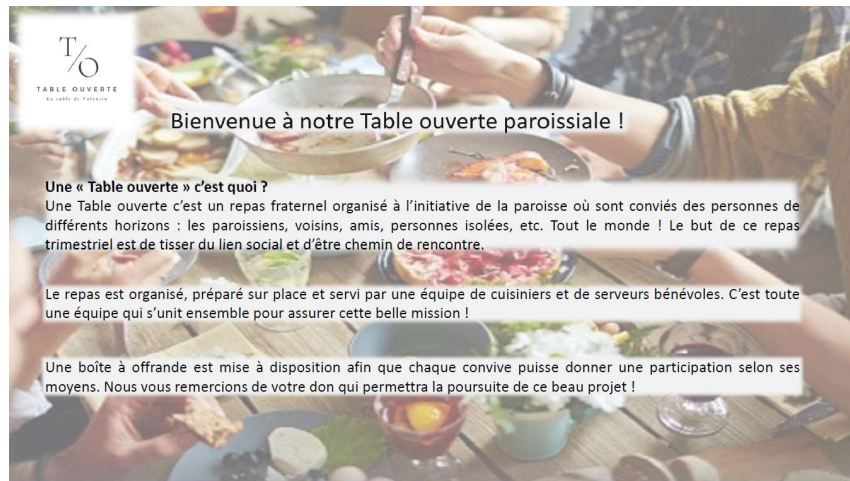 T/O
TABLE OUVERTE
La table de Valentin
Bienvenue à notre Table ouverte paroissiale !
Une « Table ouverte » c’est quoi ?
Une Table ouverte c’est un repas fraternel organisé à l’initiative de la paroisse où sont conviés des personnes de
différents horizons : les paroissiens, voisins, amis, personnes isolées, etc. Tout le monde ! Le but de ce repas
trimestriel est de tisser du lien social et d’être chemin de rencontre.
Le repas est organisé, préparé sur place et servi par une équipe de cuisiniers et de serveurs bénévoles. C’est toute
une équipe qui s’unit ensemble pour assurer cette belle mission !
Une boîte à offrande est mise à disposition afin que chaque convive puisse donner une participation selon ses
moyens. Nous vous remercions de votre don qui permettra la poursuite de ce beau projet !